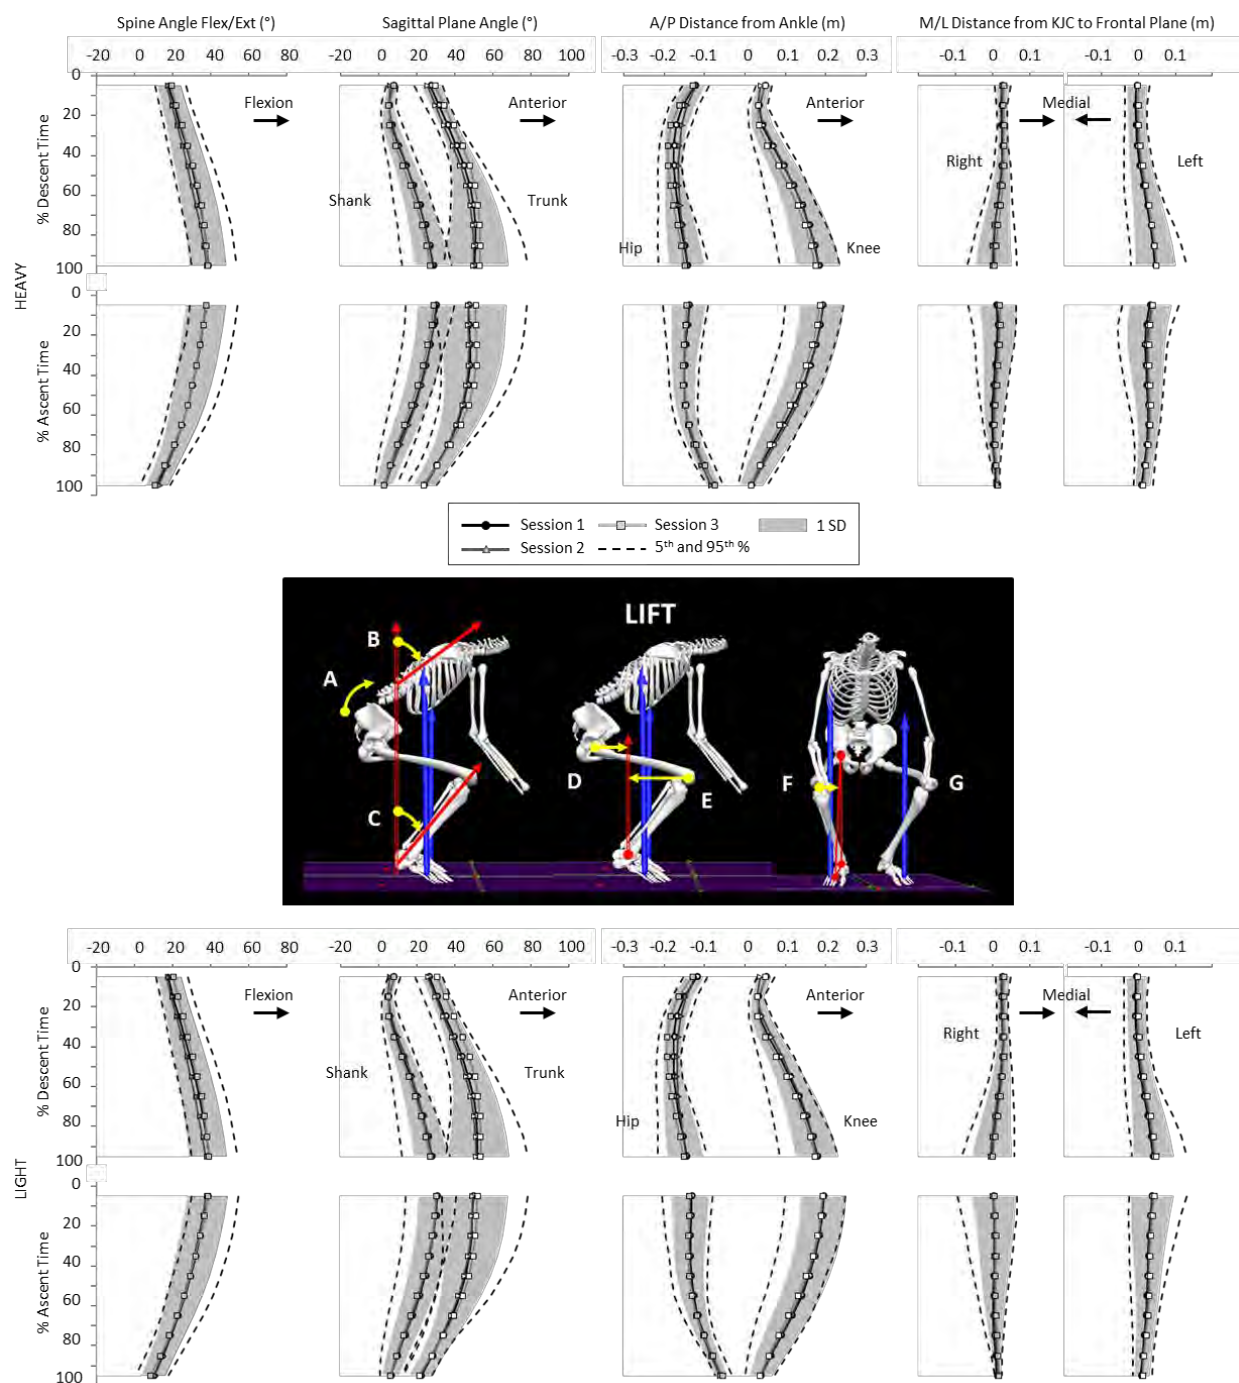 Spine Angle Flex/Ext (°) Sagittal Plane Angle (°) A/P Distance from Ankle (m) M/L Distance from KJC to Frontal Plane (m)
-20 0 20 40 60 80 -20 0 20 40 60 80 100 -0.3 -0.2 -0.1 0 0.1 0.2 0.3 -0.1 0 0.1 -0.1 0 0.1
HEAVY
% Descent Time
0
20
40
60
80
100
Flexion
Anterior
Shank
Trunk
Anterior
Hip
Knee
Medial
Right
Left
% Ascent Time
0
20
40
60
80
100
Session 1 Session 3 1 SD
Session 2 5th and 95th %
LIFT
A
B
C
D
E
F
G
-20 0 20 40 60 80 -20 0 20 40 60 80 100 -0.3 -0.2 -0.1 0 0.1 0.2 0.3 -0.1 0 0.1 -0.1 0 0.1
LIGHT
% Descent Time
0
20
40
60
80
100
Flexion
Anterior
Shank
Trunk
Anterior
Hip
Knee
Medial
Right
Left
% Ascent Time
0
20
40
60
80
100